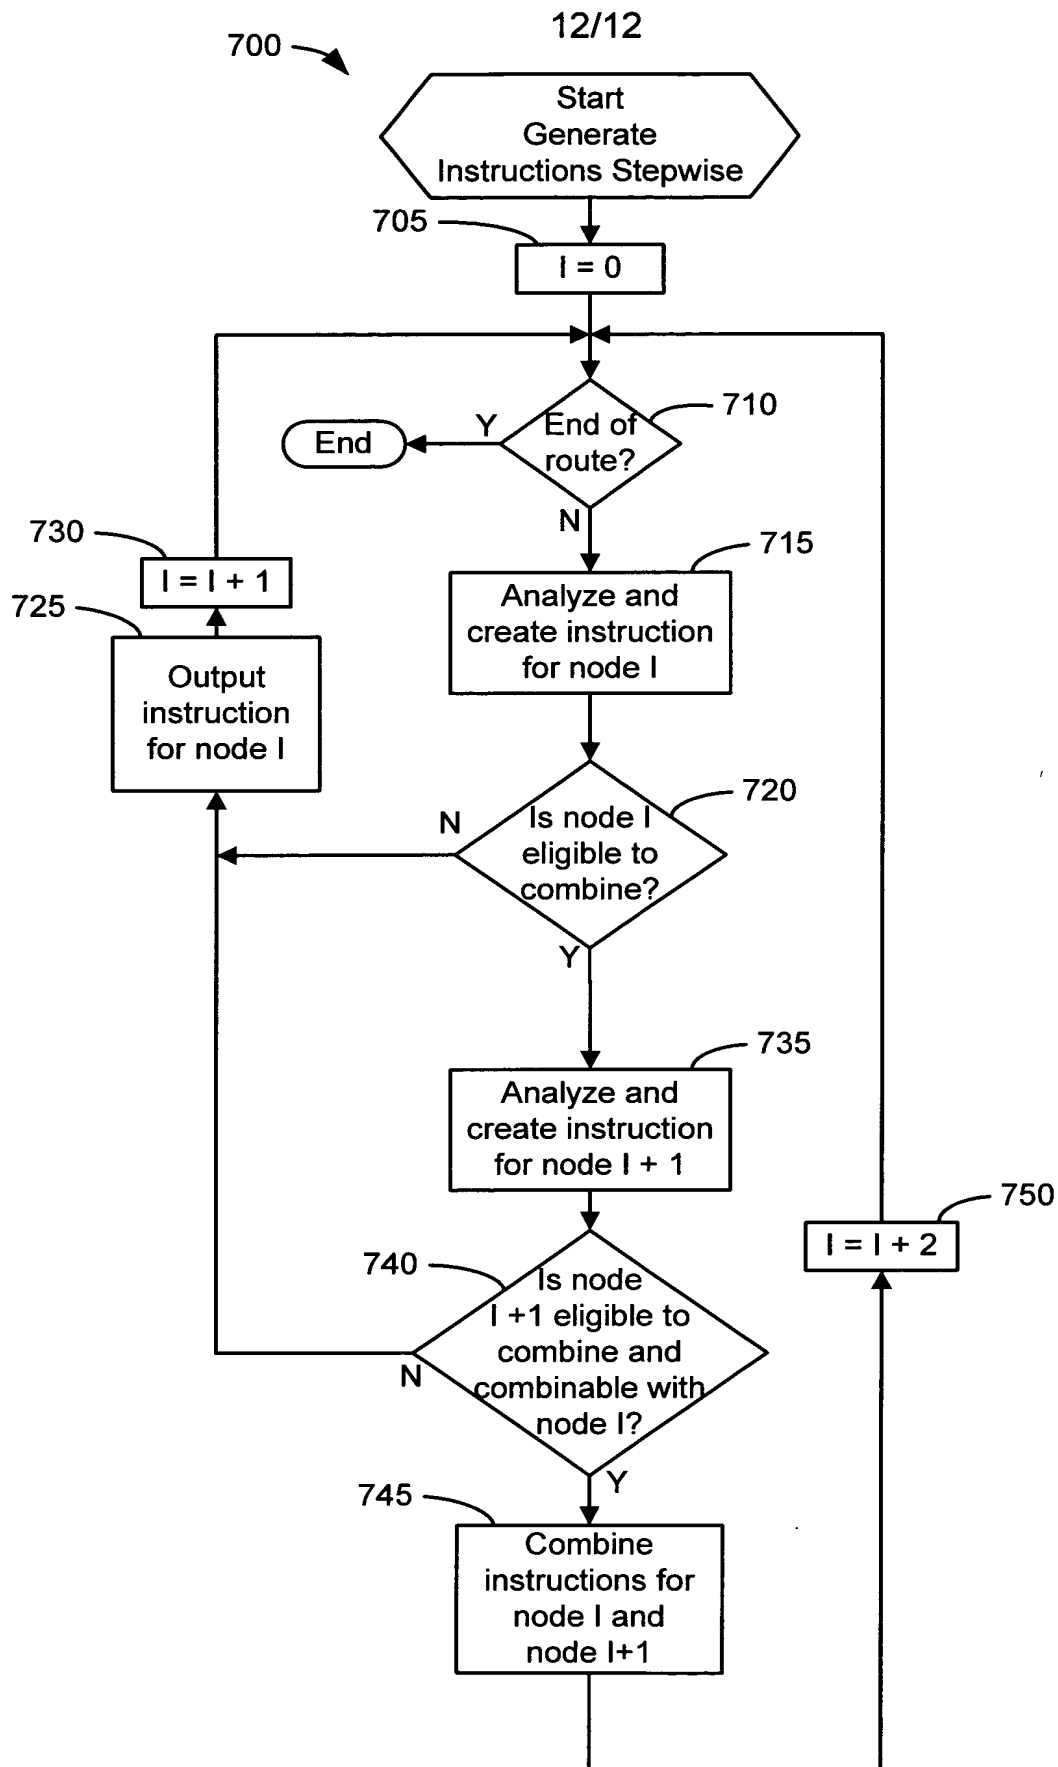 12/12
700
Start
Generate
Instructions Stepwise
705
I = 0
710
End of
route?
Y
End
N
730
I = I + 1
715
Analyze and
create instruction
for node I
725
Output
instruction
for node I
720
Is node I
eligible to
combine?
N
Y
735
Analyze and
create instruction
for node I + 1
750
I = I + 2
740
Is node
I +1 eligible to
combine and
combinable with
node I?
N
Y
745
Combine
instructions for
node I and
node I+1